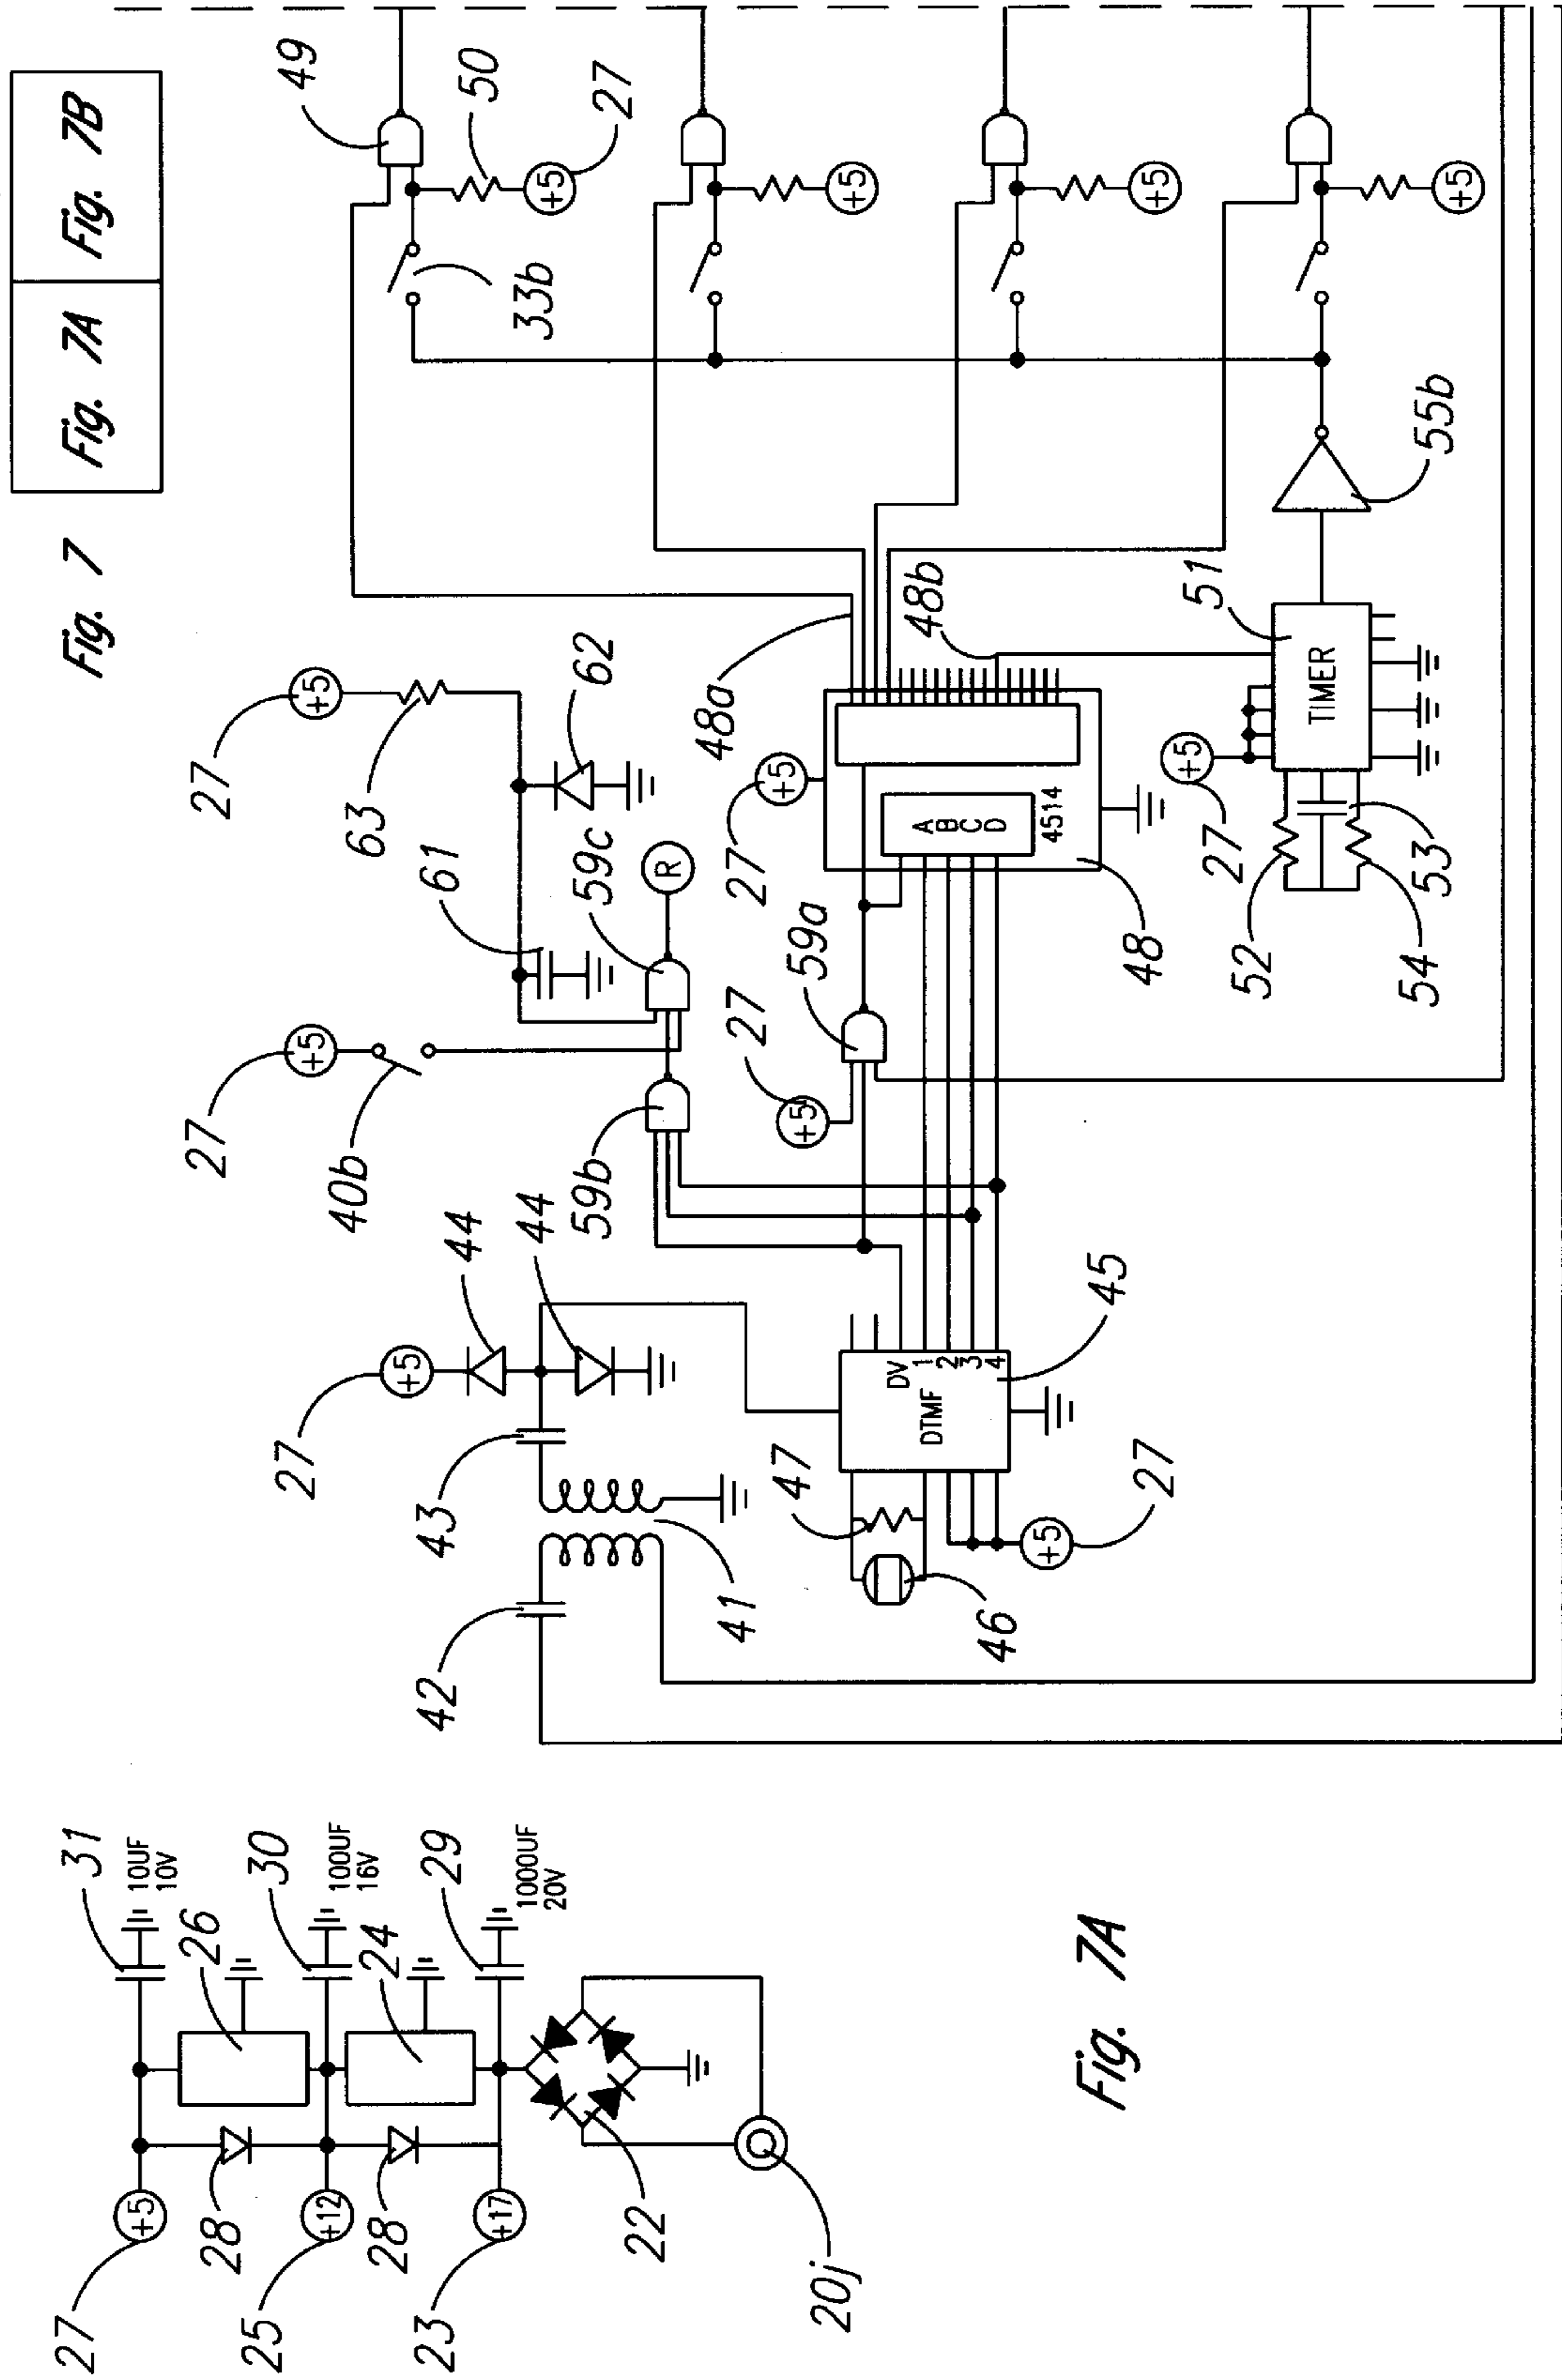 Fig. 7
Fig. 7A
Fig. 7B
27
+5
28
25
+12
28
23
+17
31
10UF
10V
26
30
100UF
16V
24
29
1000UF
20V
22
20j
Fig. 7A
42
43
41
27
+5
44
44
47
46
+5
27
DTMF
DV
1
2
3
4
45
27
+5
40b
59b
59c
R
61
62
63
27
+5
27
+5
59a
27
+5
A
B
C
D
4514
48
48a
48b
27
+5
52
53
54
TIMER
51
55b
33b
49
50
27
+5
+5
+5
+5